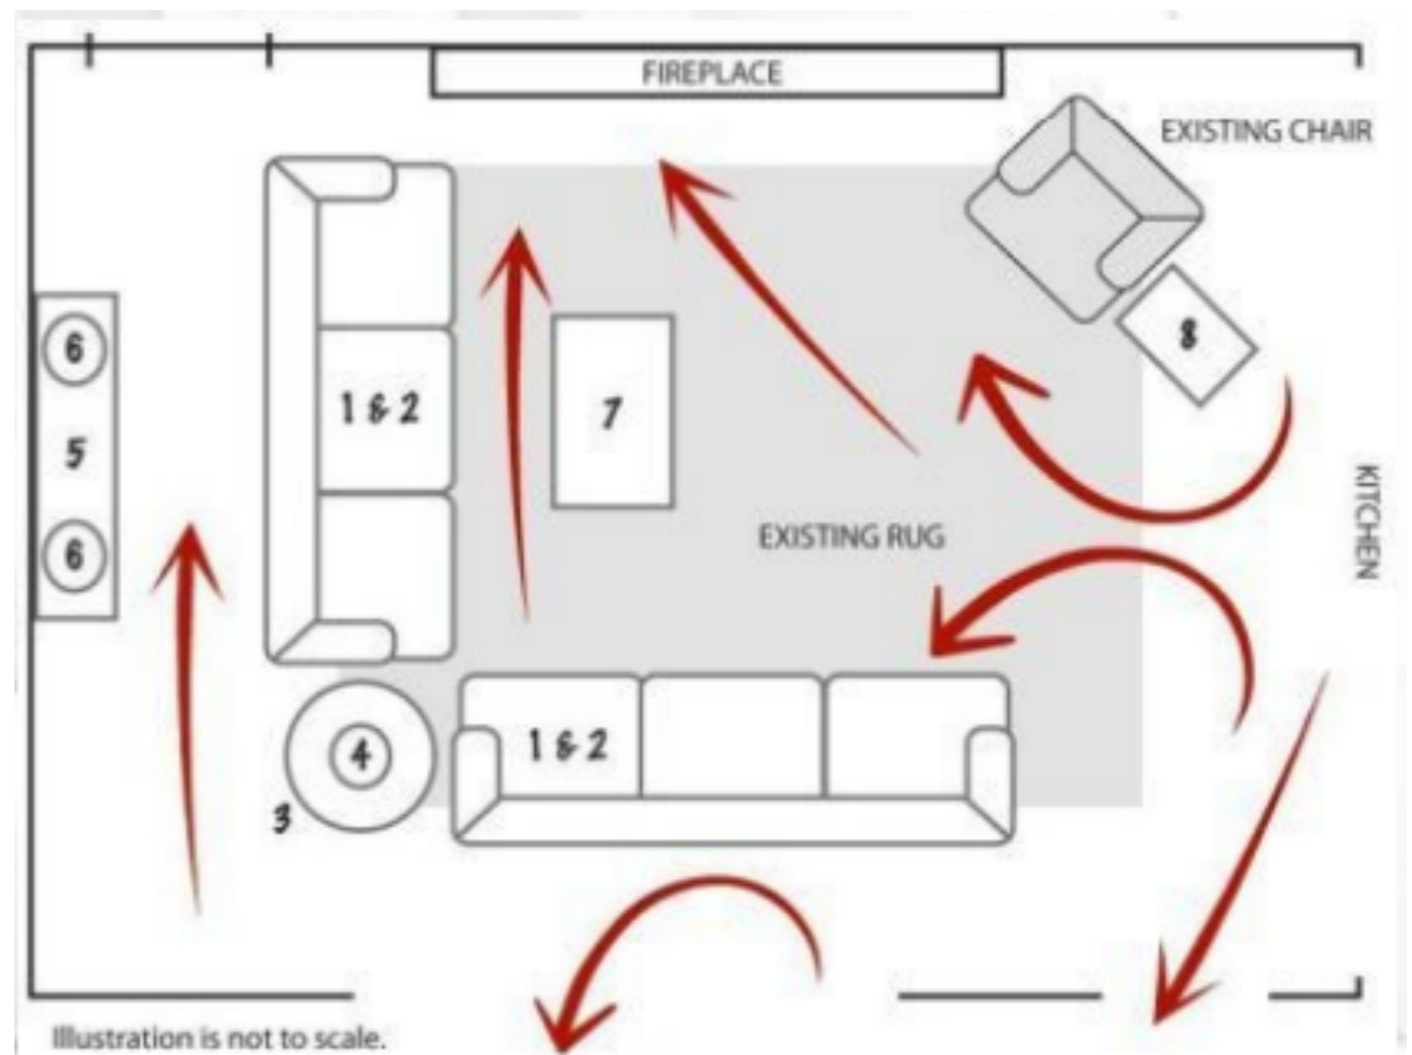 FIREPLACE
EXISTING CHAIR
8
6
1 & 2
7
5
KITCHEN
EXISTING RUG
6
1 & 2
4
3
Illustration is not to scale.